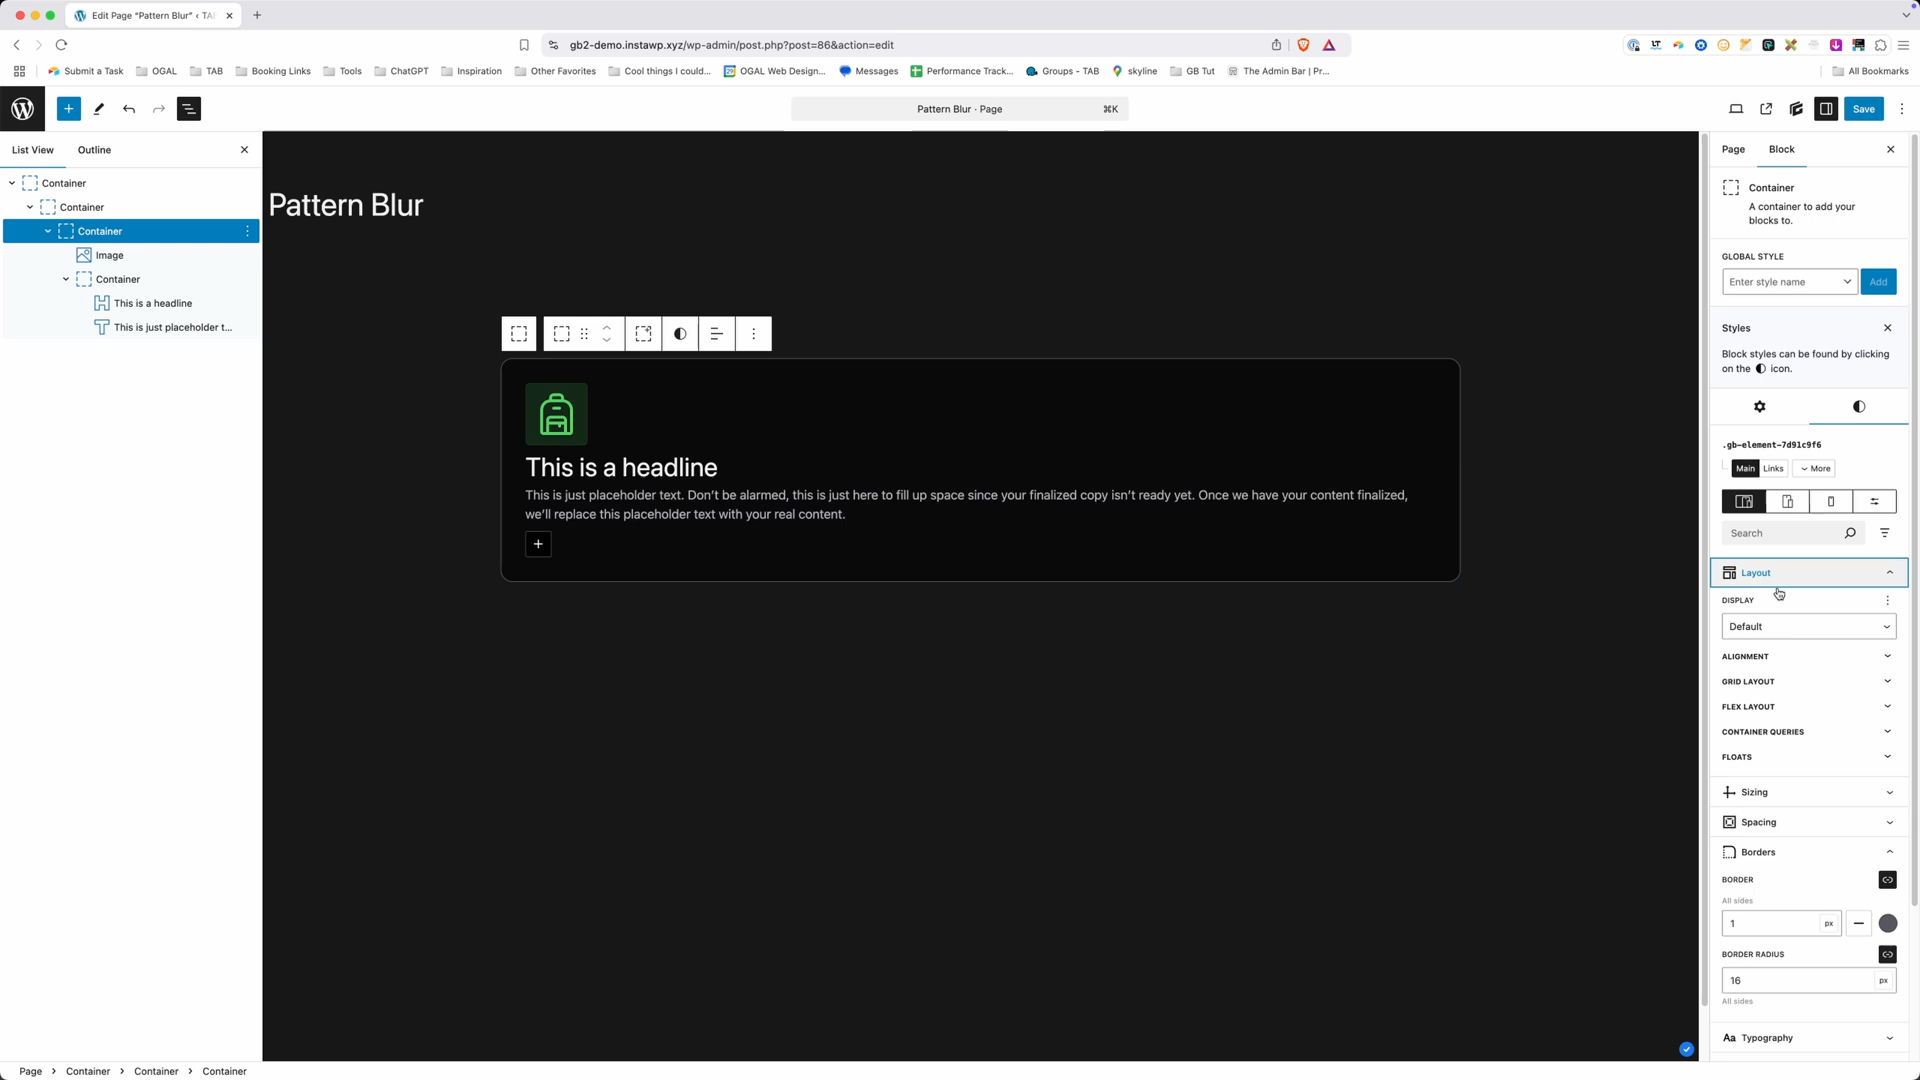 Edit Page “Pattern Blur” ‹ TA
gb2-demo.instawp.xyz/wp-admin/post.php?post=86&action=edit
Submit a Task
OGAL
TAB
Booking Links
Tools
ChatGPT
Inspiration
Other Favorites
Cool things I could...
OGAL Web Design...
Messages
Performance Track...
Groups - TAB
skyline
GB Tut
The Admin Bar | Pr...
All Bookmarks
Pattern Blur · Page
⌘K
Save
List View
Outline
Container
Container
Container
Image
Container
This is a headline
This is just placeholder t...
Pattern Blur
This is a headline
This is just placeholder text. Don’t be alarmed, this is just here to fill up space since your finalized copy isn’t ready yet. Once we have your content finalized,
we’ll replace this placeholder text with your real content.
Page
Block
Container
A container to add your
blocks to.
GLOBAL STYLE
Enter style name
Add
Styles
Block styles can be found by clicking
on the icon.
.gb-element-7d91c9f6
Main
Links
More
Search
Layout
DISPLAY
Default
ALIGNMENT
GRID LAYOUT
FLEX LAYOUT
CONTAINER QUERIES
FLOATS
Sizing
Spacing
Borders
BORDER
All sides
1
px
BORDER RADIUS
16
px
All sides
Aa Typography
Page
Container
Container
Container